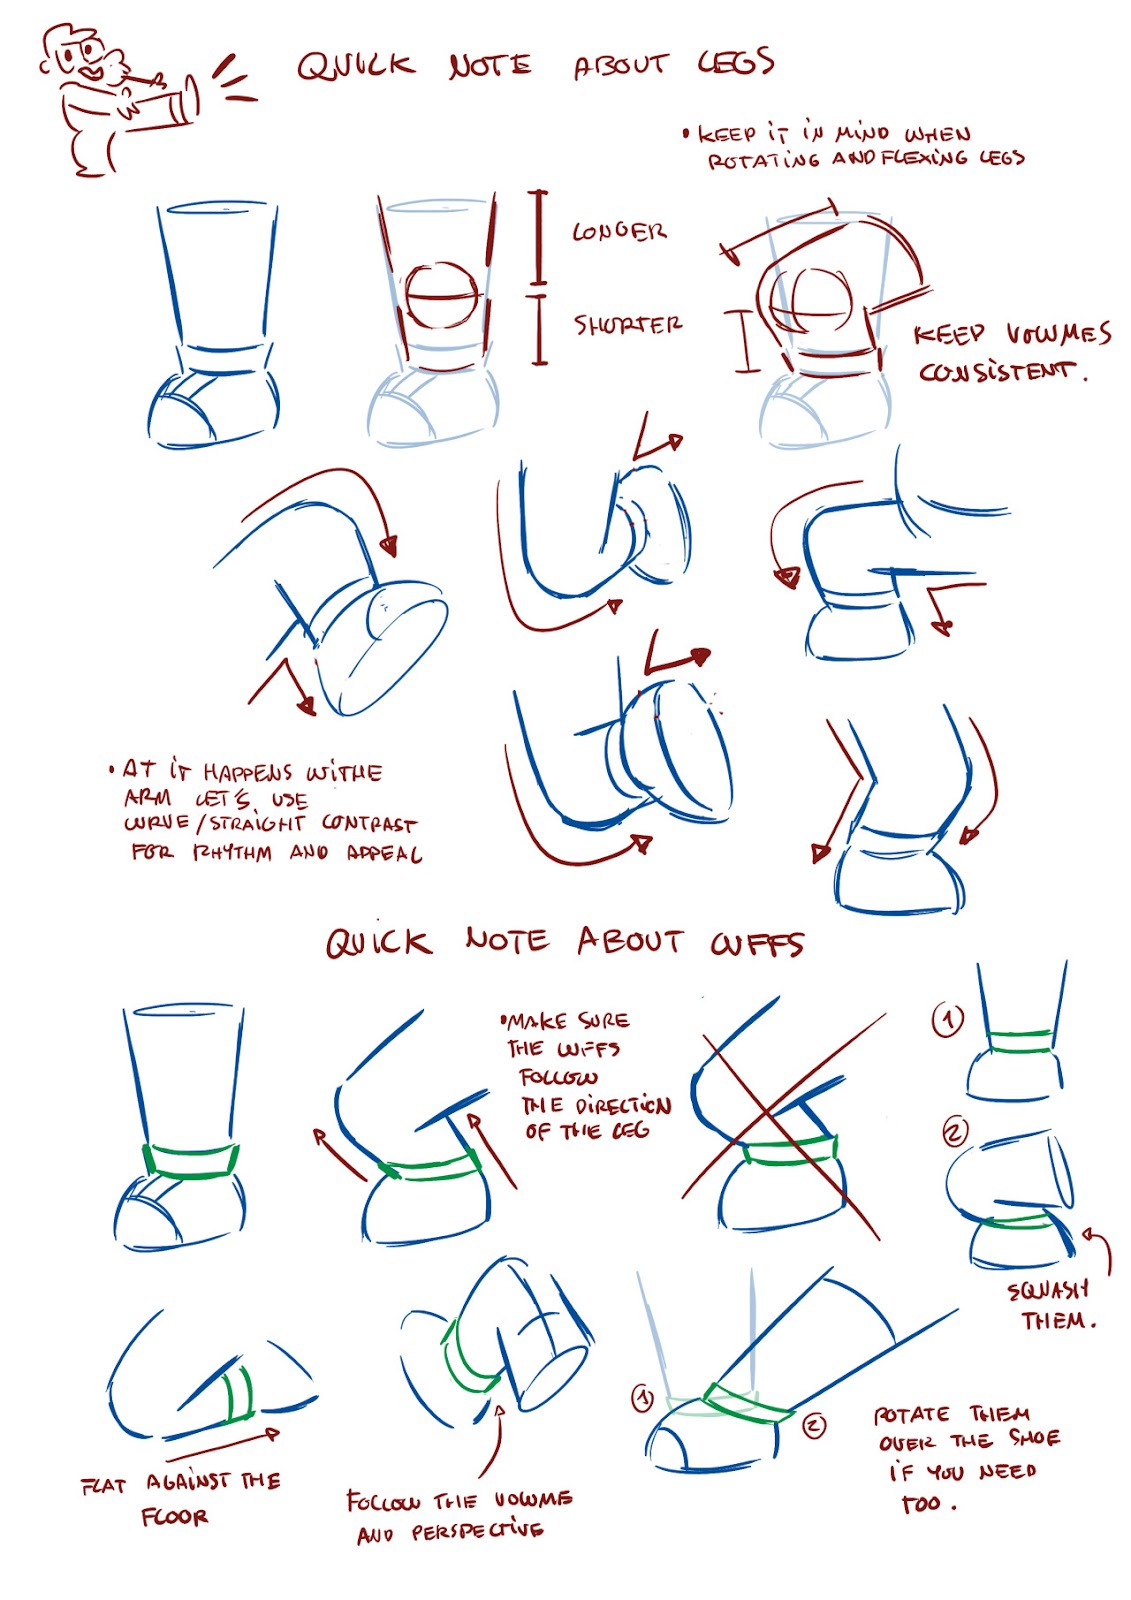 QUICK NOTE ABOUT LEGS
• KEEP IT IN MIND WHEN
ROTATING AND FLEXING LEGS
LONGER
SHORTER
KEEP VOLUMES
CONSISTENT.
• AT IT HAPPENS WITHE
ARM LET'S USE
CURVE/STRAIGHT CONTRAST
FOR RHYTHM AND APPEAL
QUICK NOTE ABOUT CUFFS
• MAKE SURE
THE CUFFS
FOLLOW
THE DIRECTION
OF THE LEG
1
2
SQUASH
THEM.
FLAT AGAINST THE
FLOOR
FOLLOW THE VOLUME
AND PERSPECTIVE
1
2
ROTATE THEM
OVER THE SHOE
IF YOU NEED
TOO.